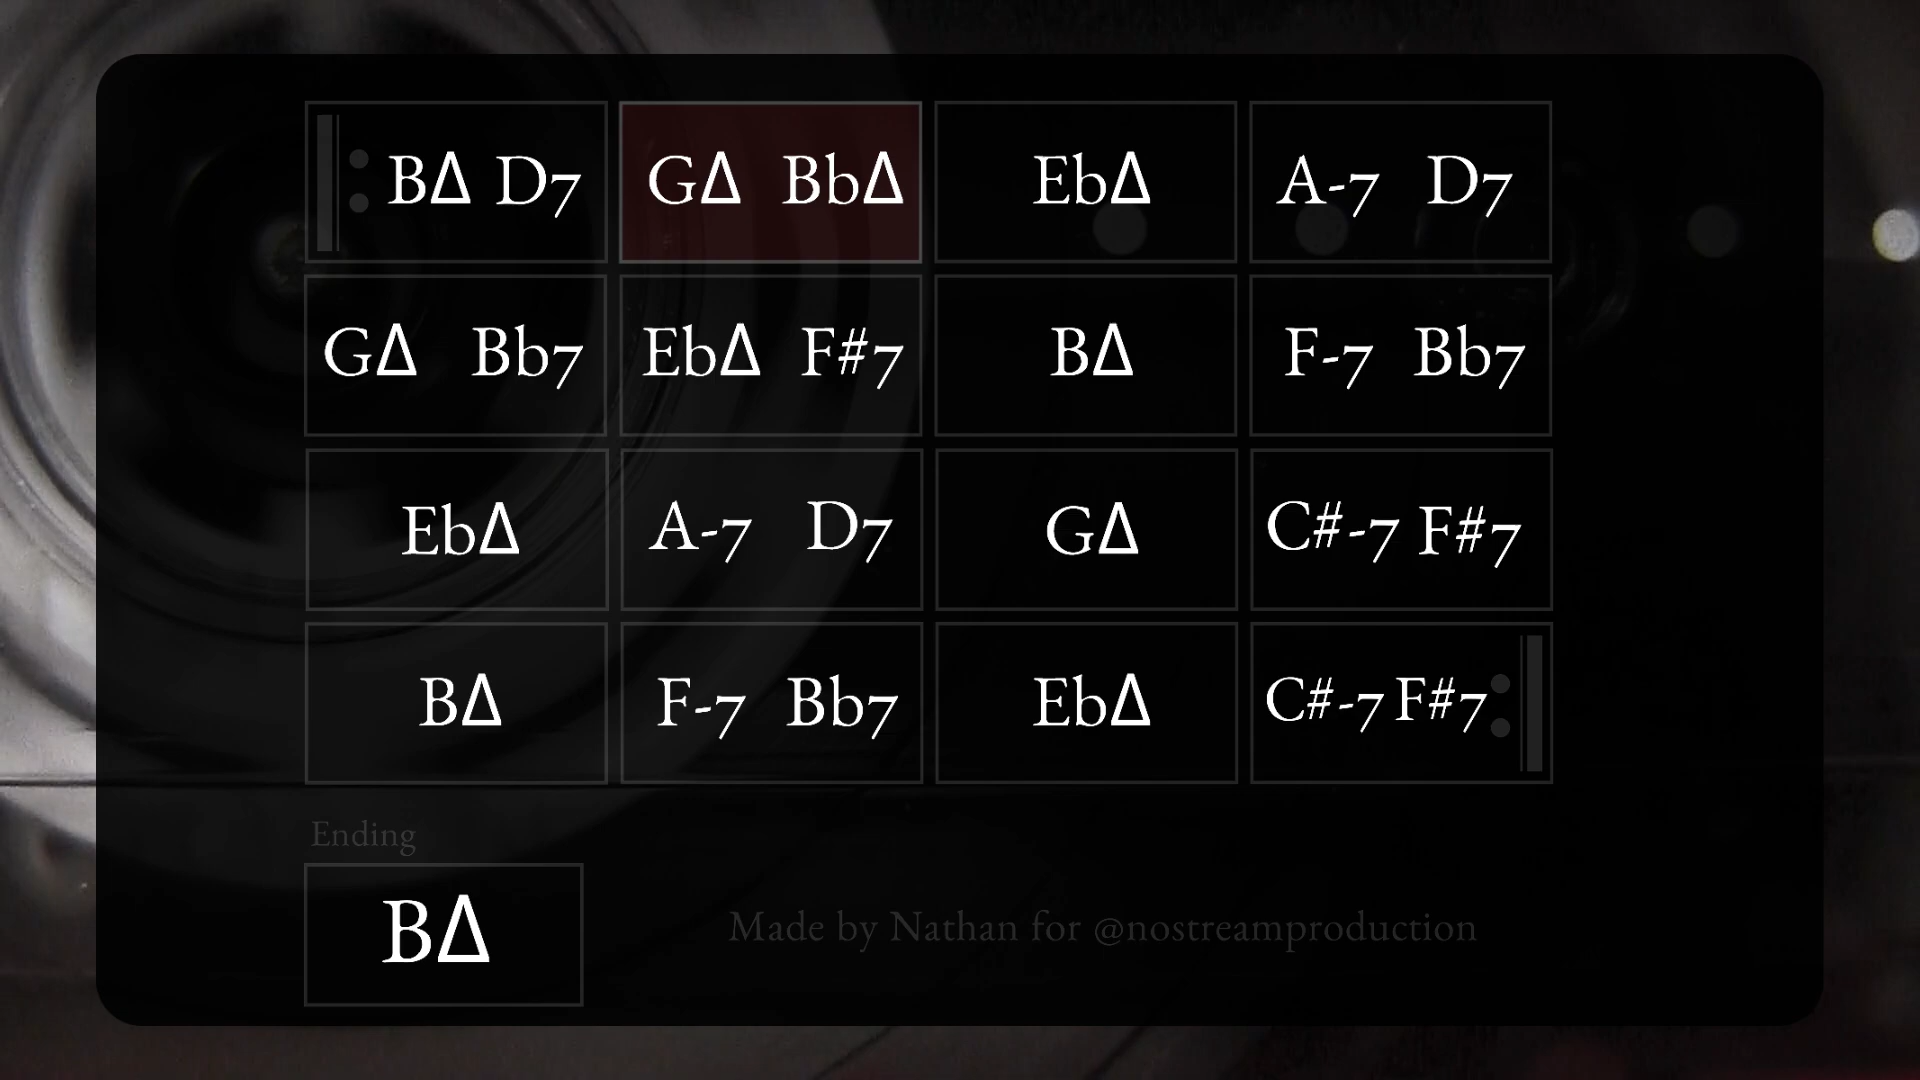 BΔ D7 GΔ BbΔ EbΔ A-7 D7
GΔ Bb7 EbΔ F#7 BΔ F-7 Bb7
EbΔ A-7 D7 GΔ C#-7 F#7
BΔ F-7 Bb7 EbΔ C#-7 F#7
Ending
BΔ
Made by Nathan for @nostreamproduction